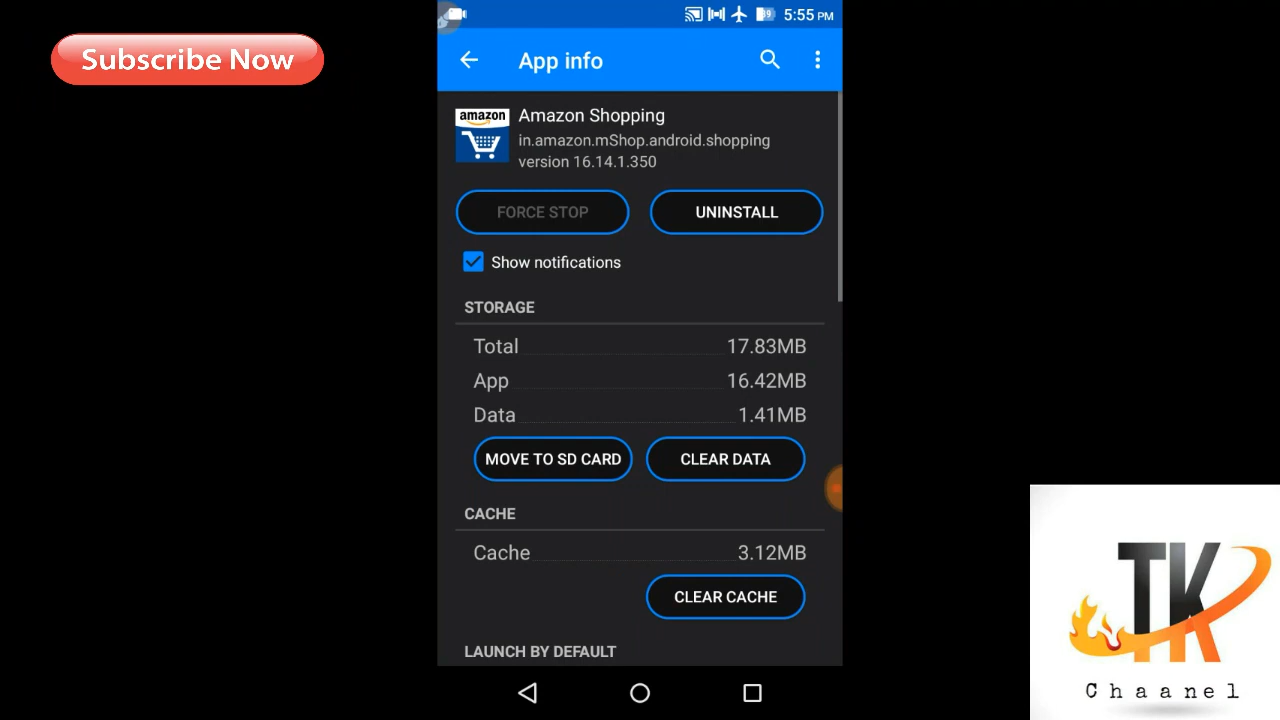 Subscribe Now
5:55 PM
App info
amazon
Amazon Shopping
in.amazon.mShop.android.shopping
version 16.14.1.350
FORCE STOP
UNINSTALL
Show notifications
STORAGE
Total 17.83MB
App 16.42MB
Data 1.41MB
MOVE TO SD CARD
CLEAR DATA
CACHE
Cache 3.12MB
CLEAR CACHE
LAUNCH BY DEFAULT
TK
Chaanel